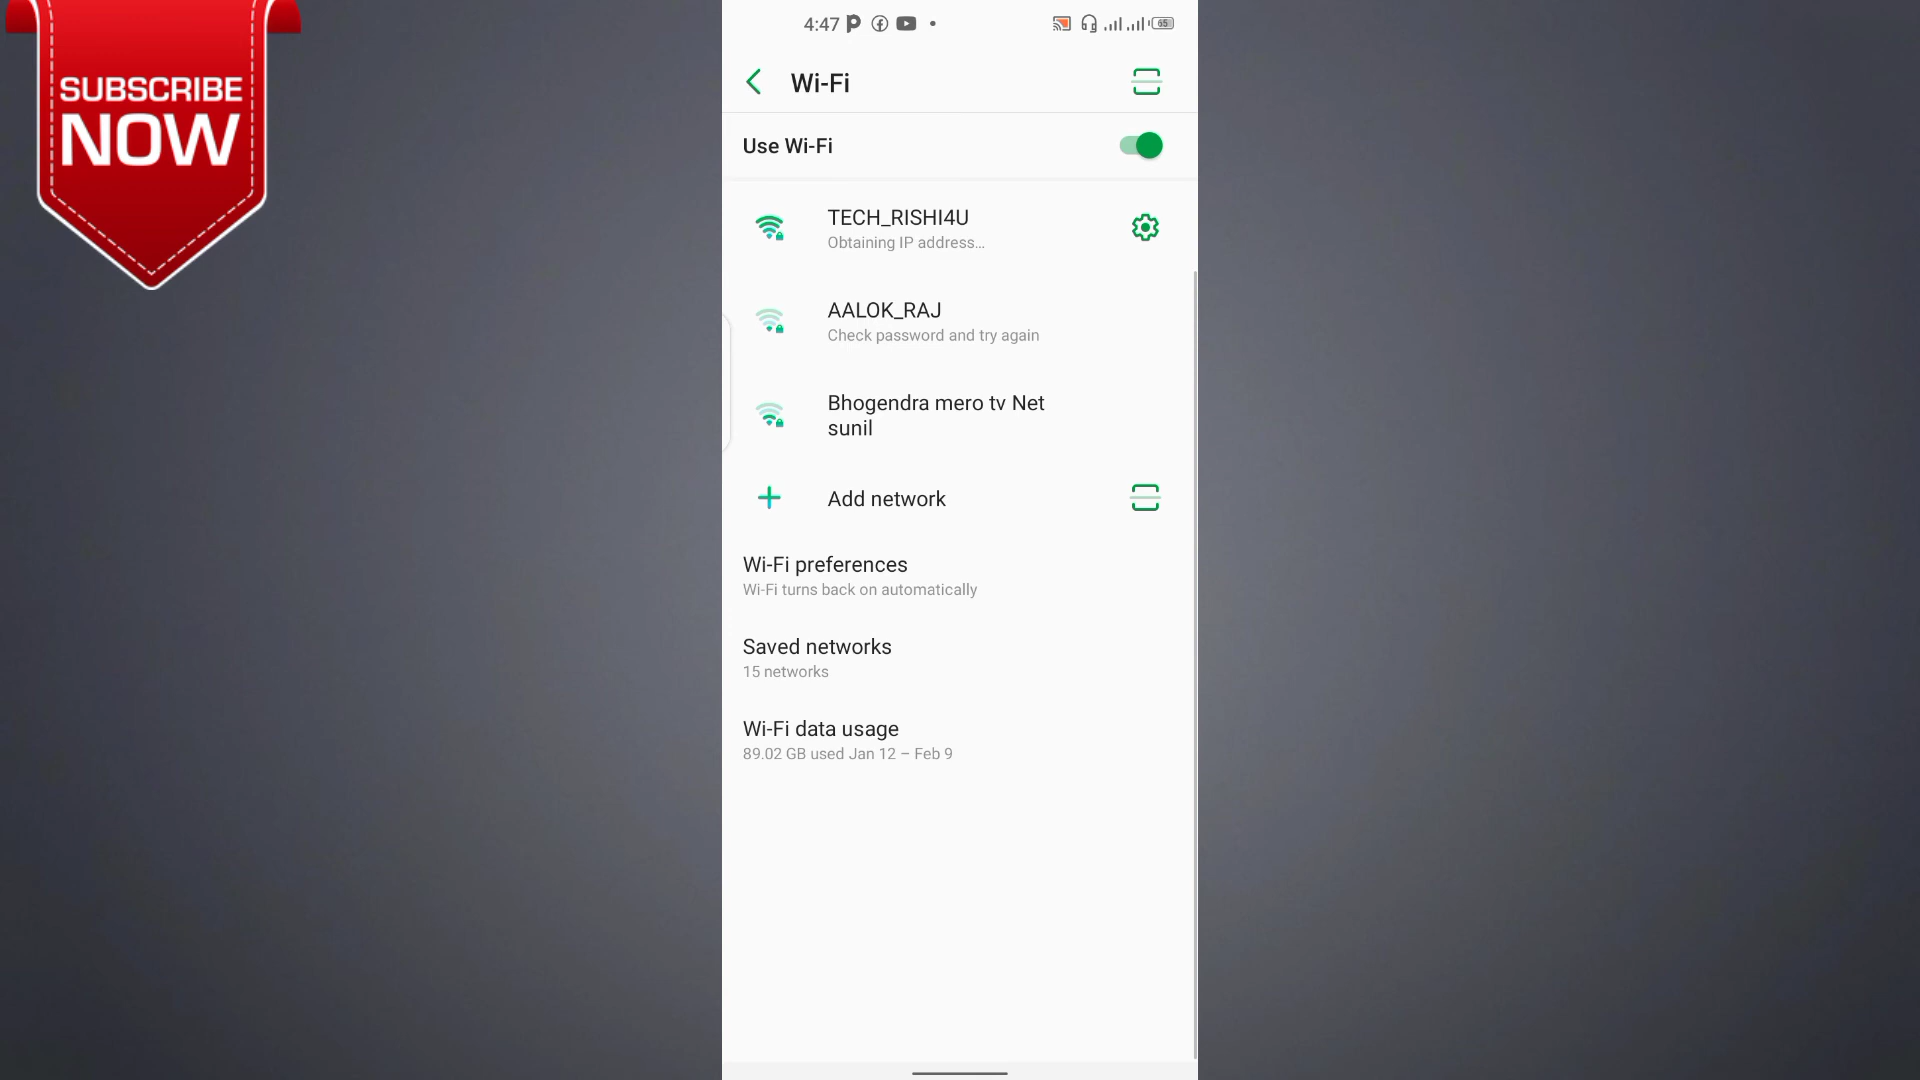 SUBSCRIBE
NOW
4:47
65
Wi-Fi
Use Wi-Fi
TECH_RISHI4U
Obtaining IP address...
AALOK_RAJ
Check password and try again
Bhogendra mero tv Net
sunil
Add network
Wi-Fi preferences
Wi-Fi turns back on automatically
Saved networks
15 networks
Wi-Fi data usage
89.02 GB used Jan 12 – Feb 9